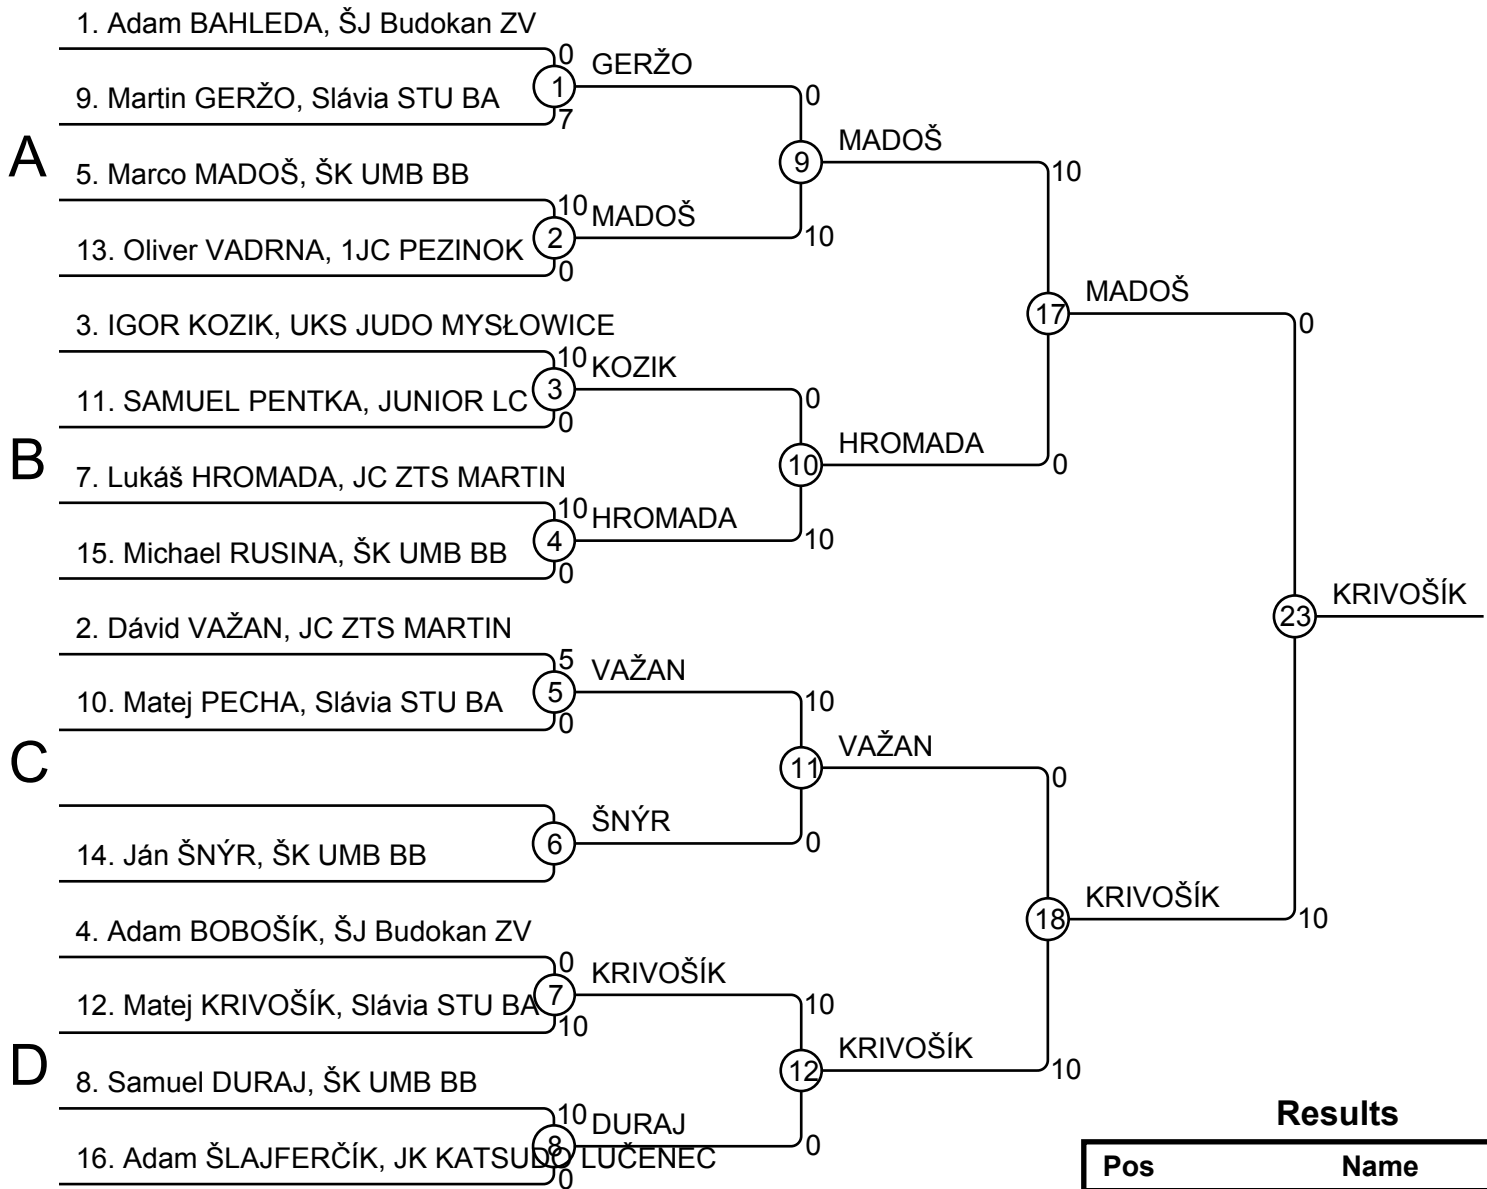 1. Adam BAHLEDA, ŠJ Budokan ZV
0
GERŽO
1
9. Martin GERŽO, Slávia STU BA
7
0
A
MADOŠ
9
10
5. Marco MADOŠ, ŠK UMB BB
10
MADOŠ
2
10
13. Oliver VADRNA, 1JC PEZINOK
0
MADOŠ
17
0
3. IGOR KOZIK, UKS JUDO MYSŁOWICE
10
KOZIK
3
0
11. SAMUEL PENTKA, JUNIOR LC
0
B
HROMADA
10
0
7. Lukáš HROMADA, JC ZTS MARTIN
10
HROMADA
4
10
15. Michael RUSINA, ŠK UMB BB
0
KRIVOŠÍK
23
2. Dávid VAŽAN, JC ZTS MARTIN
5
VAŽAN
5
10
10. Matej PECHA, Slávia STU BA
0
C
VAŽAN
11
0
ŠNÝR
6
0
14. Ján ŠNÝR, ŠK UMB BB
KRIVOŠÍK
18
10
4. Adam BOBOŠÍK, ŠJ Budokan ZV
0
KRIVOŠÍK
7
10
12. Matej KRIVOŠÍK, Slávia STU BA
10
D
KRIVOŠÍK
12
10
8. Samuel DURAJ, ŠK UMB BB
10
DURAJ
8
0
16. Adam ŠLAJFERČÍK, JK KATSUDO LUČENEC
0
Results
Pos Name